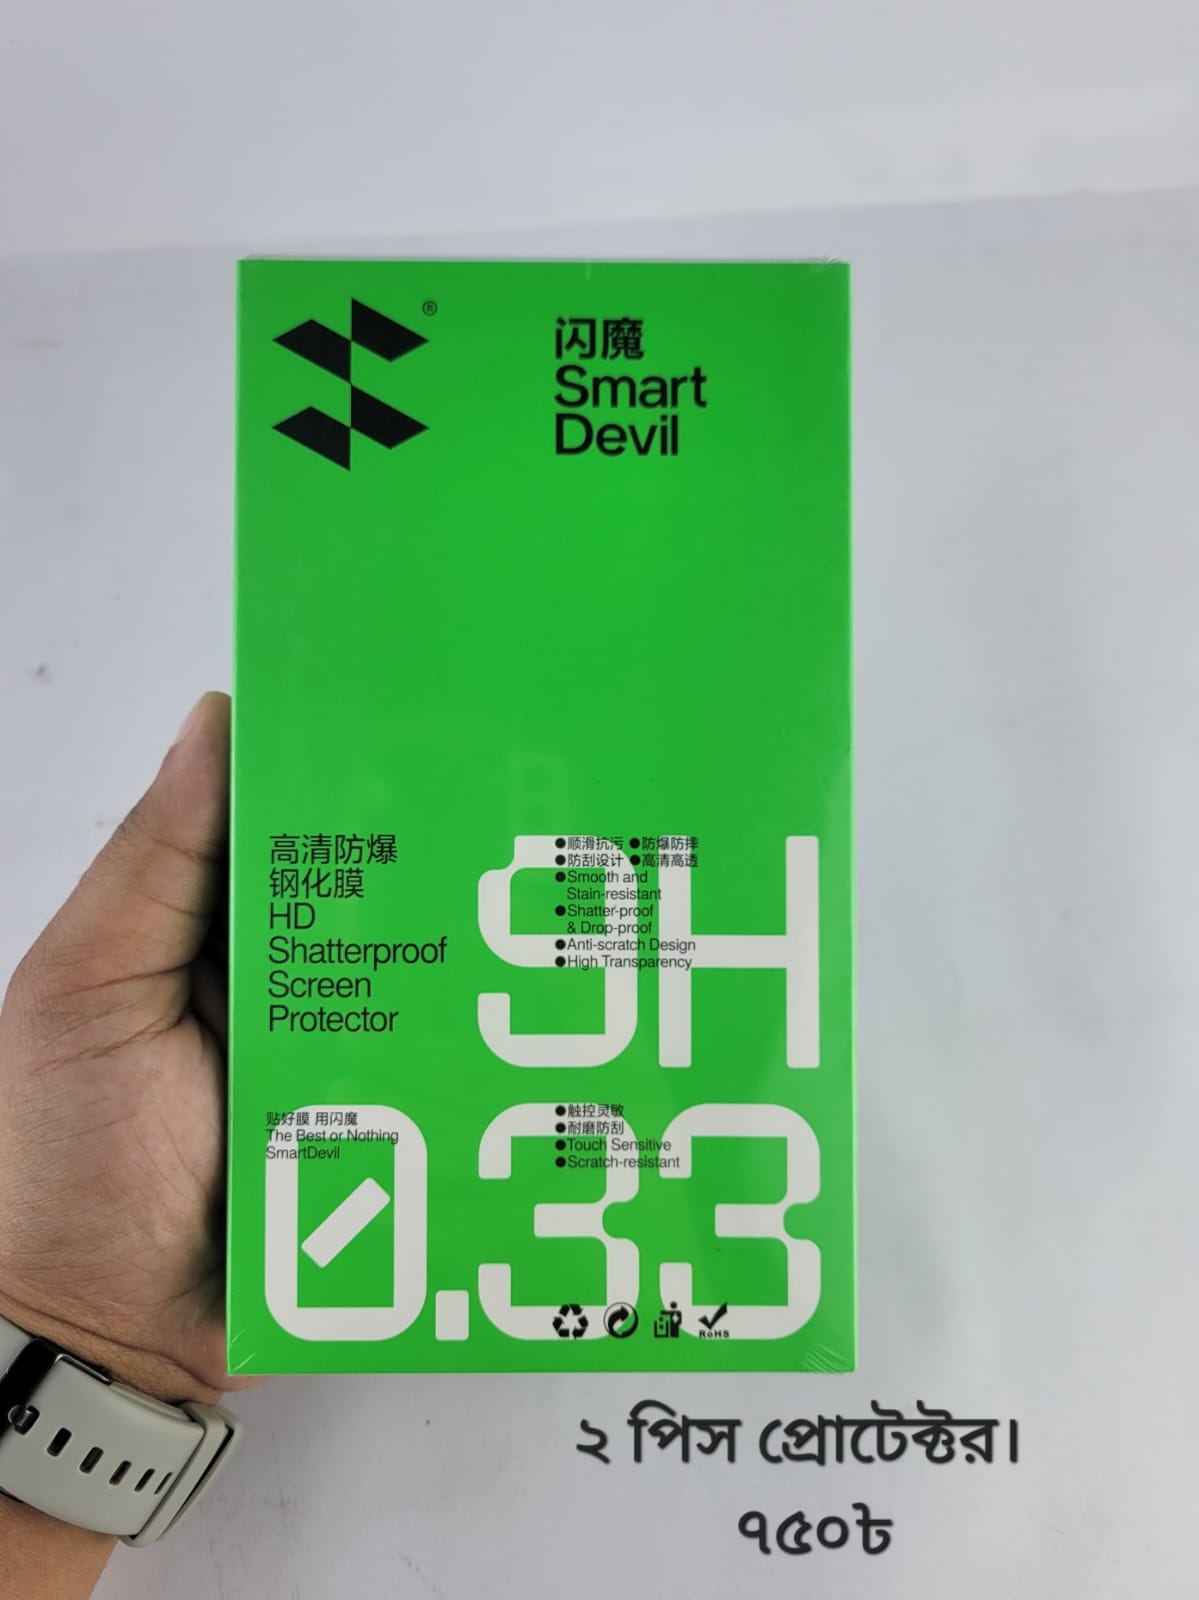 ®
闪魔
Smart
Devil
高清防爆
钢化膜
HD
Shatterproof
Screen
Protector
9H
●顺滑抗污 ●防爆防摔
●防刮设计 ●高清高透
●Smooth and
Stain-resistant
●Shatter-proof
& Drop-proof
●Anti-scratch Design
●High Transparency
贴好膜 用闪魔
The Best or Nothing
SmartDevil
0.33
●触控灵敏
●耐磨防刮
●Touch Sensitive
●Scratch-resistant
RoHS
২ পিস প্রোটেক্টর।
৭৫০৳